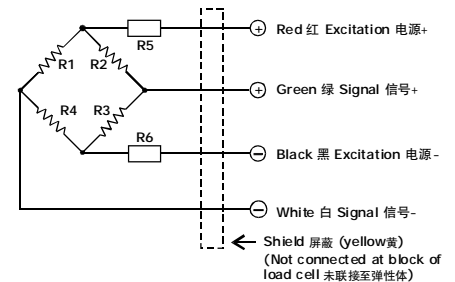 Red 红 Excitation 电源+
R5
R1 R2
Green 绿 Signal 信号+
R4 R3
R6
Black 黑 Excitation 电源-
White 白 Signal 信号-
Shield 屏蔽 (yellow黄)
(Not connected at block of
load cell 未联接至弹性体)